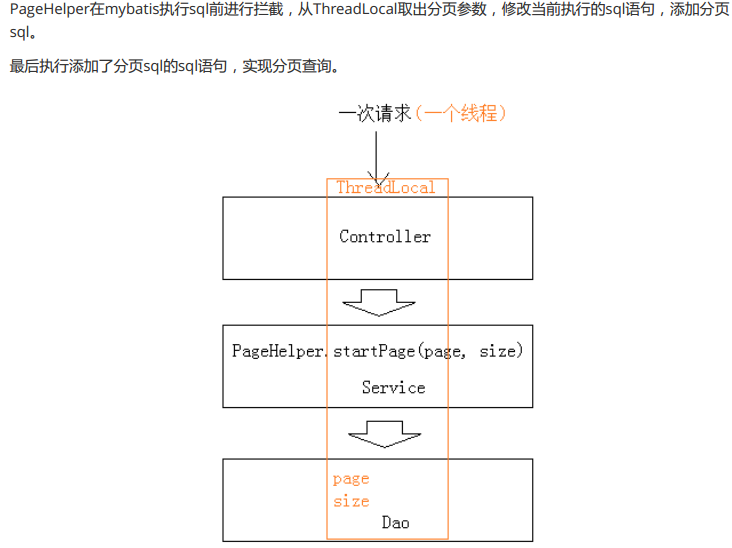 PageHelper在mybatis执行sql前进行拦截，从ThreadLocal取出分页参数，修改当前执行的sql语句，添加分页
sql。
最后执行添加了分页sql的sql语句，实现分页查询。
一次请求(一个线程)
ThreadLocal
Controller
PageHelper.startPage(page, size)
Service
page
size
Dao